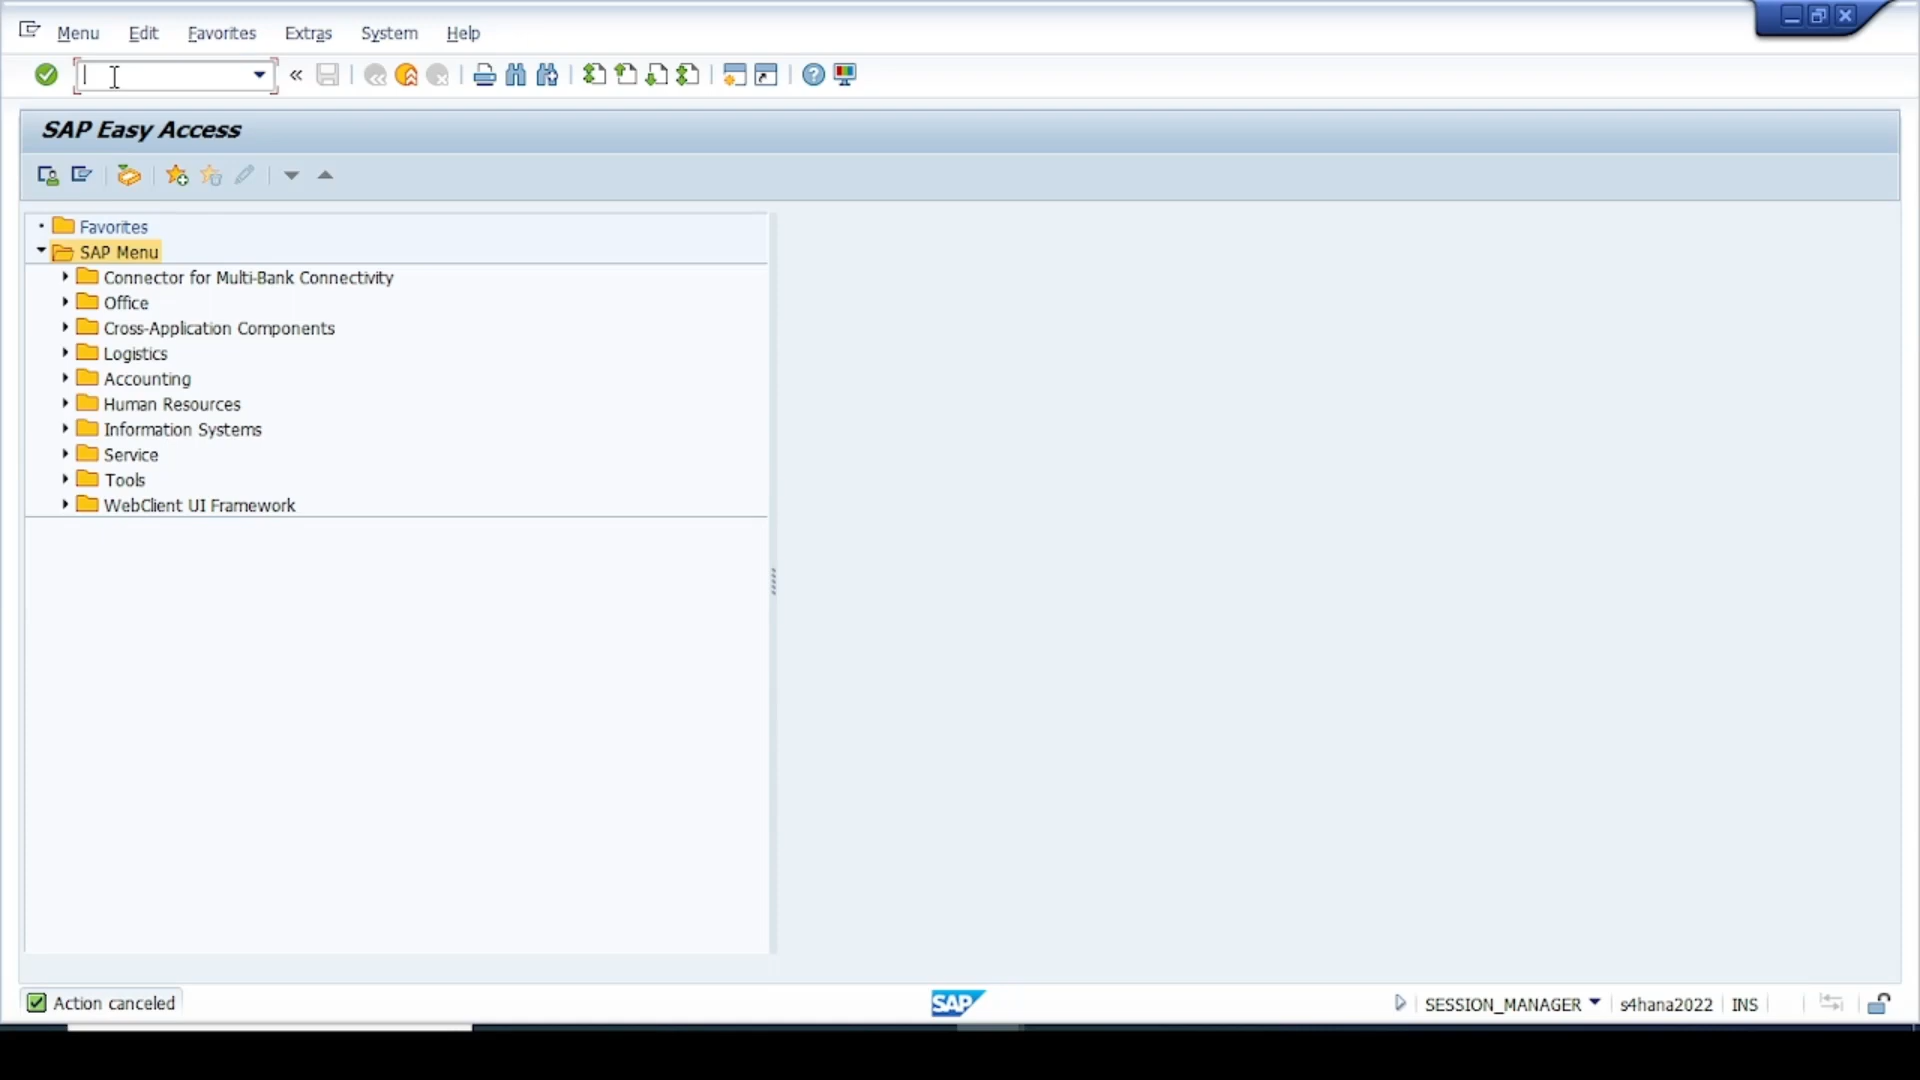 Menu Edit Favorites Extras System Help
SAP Easy Access
Favorites
SAP Menu
Connector for Multi-Bank Connectivity
Office
Cross-Application Components
Logistics
Accounting
Human Resources
Information Systems
Service
Tools
WebClient UI Framework
Action canceled
SAP
SESSION_MANAGER s4hana2022 INS